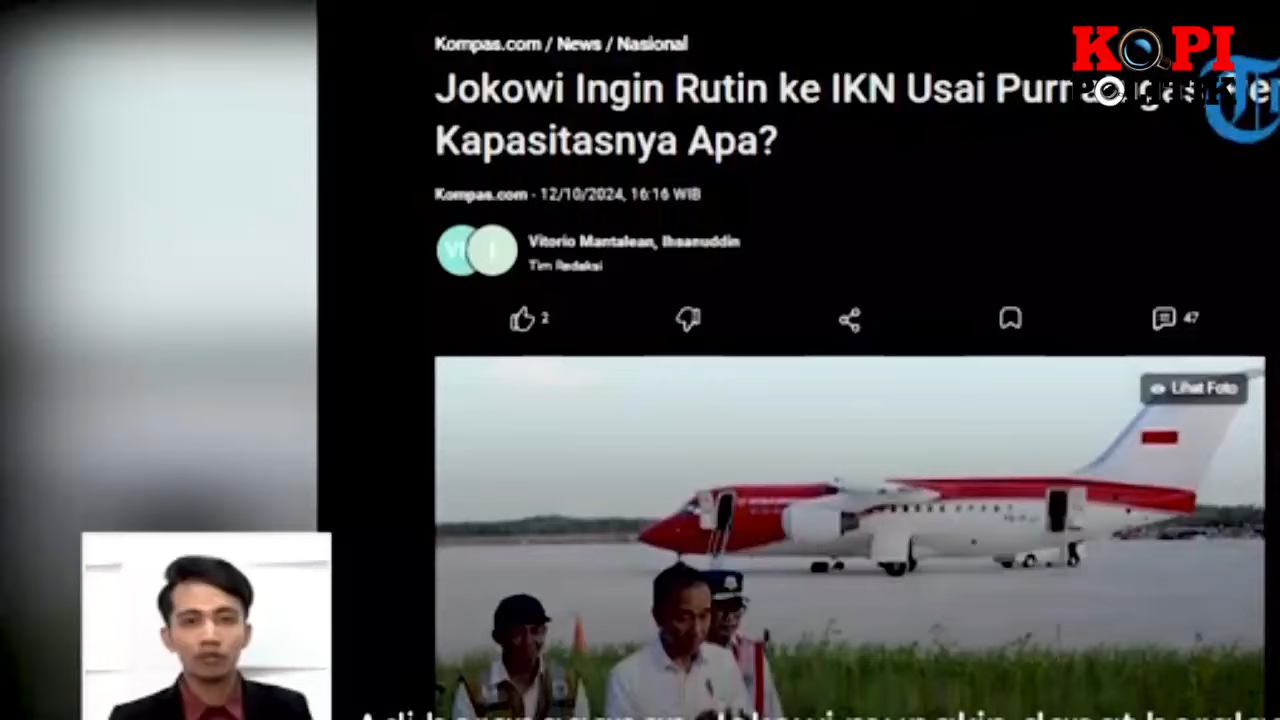 Kompas.com / News / Nasional
KOPI
Jokowi Ingin Rutin ke IKN Usai
Kapasitasnya Apa?
Kompas.com - 12/10/2024, 16:16 WIB
Vitorio Mantalean, Ihsanuddin
Tim Redaksi
2
47
Lihat Foto